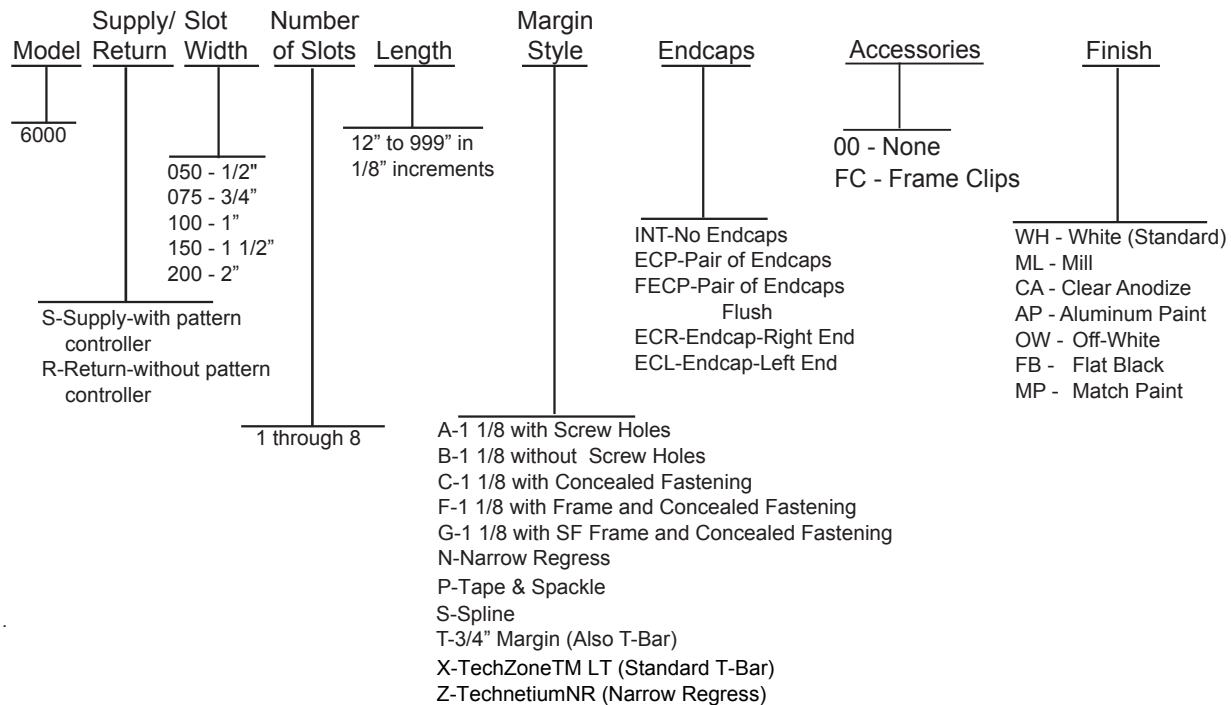 Model
Supply/
Return
Slot
Width
Number
of Slots
Length
Margin
Style
Endcaps
Accessories
Finish
6000
S-Supply-with pattern
controller
R-Return-without pattern
controller
050 - 1/2"
075 - 3/4”
100 - 1”
150 - 1 1/2”
200 - 2”
1 through 8
12” to 999” in
1/8” increments
A-1 1/8 with Screw Holes
B-1 1/8 without  Screw Holes
C-1 1/8 with Concealed Fastening
F-1 1/8 with Frame and Concealed Fastening
G-1 1/8 with SF Frame and Concealed Fastening
N-Narrow Regress
P-Tape & Spackle
S-Spline
T-3/4” Margin (Also T-Bar)
X-TechZoneTM LT (Standard T-Bar)
Z-TechnetiumNR (Narrow Regress)
INT-No Endcaps
ECP-Pair of Endcaps
FECP-Pair of Endcaps
Flush
ECR-Endcap-Right End
ECL-Endcap-Left End
00 - None
FC - Frame Clips
WH - White (Standard)
ML - Mill
CA - Clear Anodize
AP - Aluminum Paint
OW - Off-White
FB - Flat Black
MP - Match Paint
.